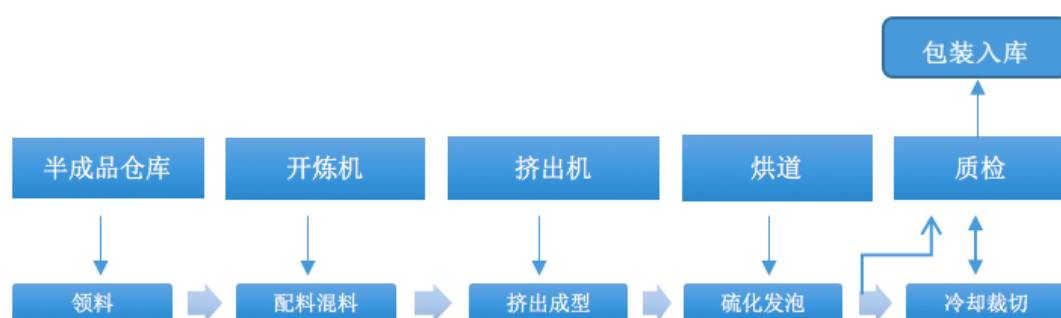 包装入库
半成品仓库
开炼机
挤出机
烘道
质检
领料
配料混料
挤出成型
硫化发泡
冷却裁切